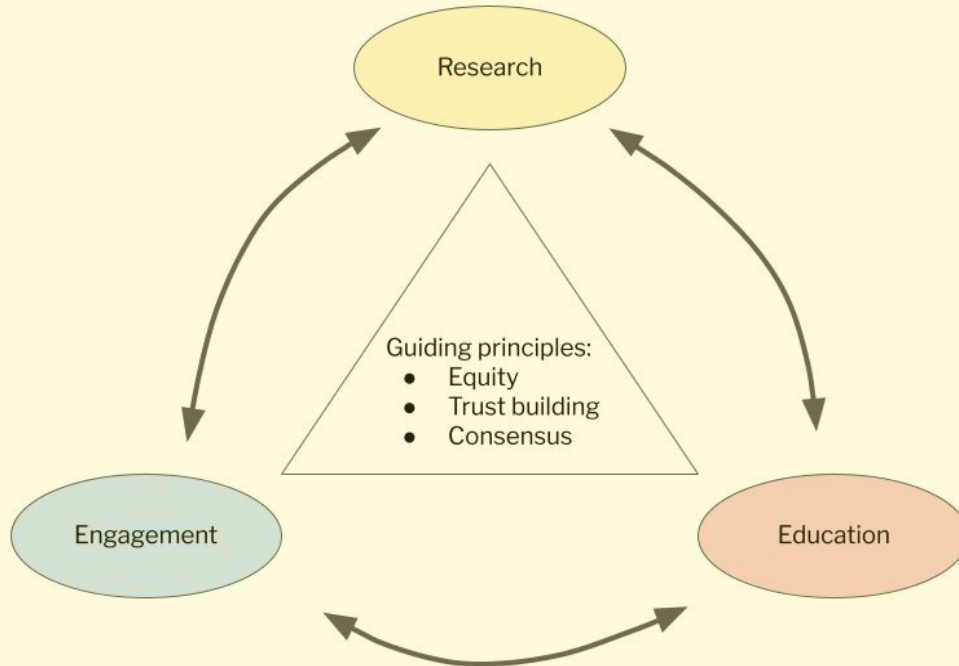 Research
Guiding principles:
● Equity
● Trust building
● Consensus
Engagement
Education